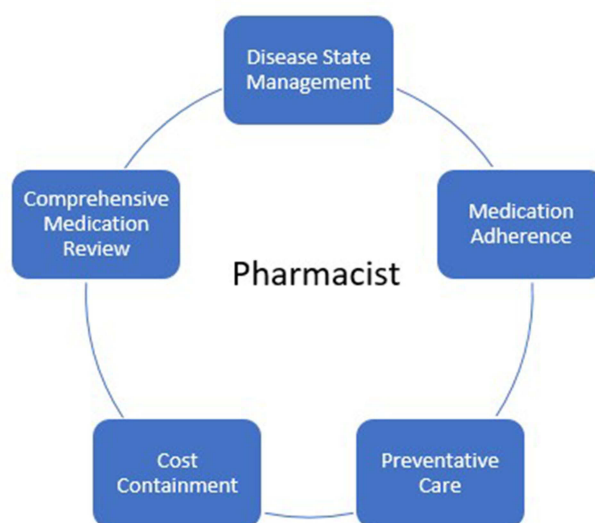 Disease State
Management
Comprehensive
Medication
Review
Medication
Adherence
Pharmacist
Cost
Containment
Preventative
Care